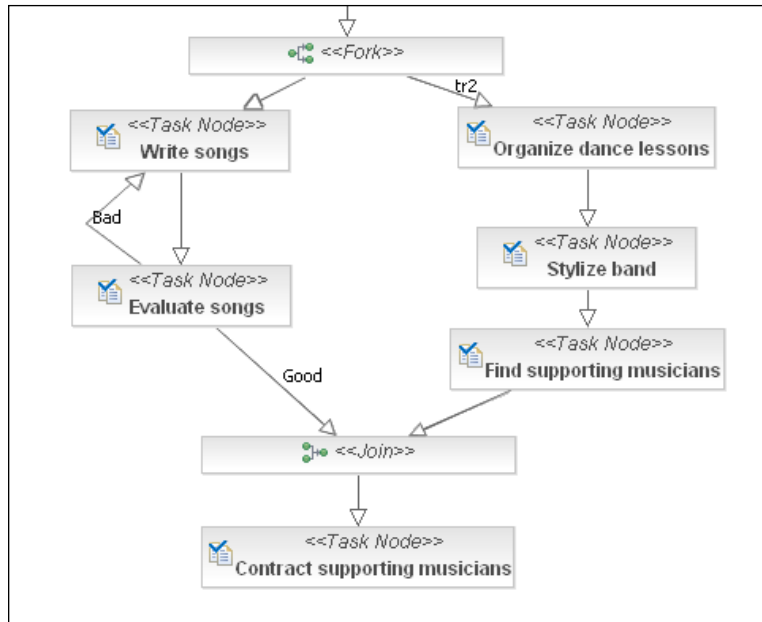 <<Fork>>
tr2
<<Task Node>>
Write songs
<<Task Node>>
Organize dance lessons
Bad
<<Task Node>>
Stylize band
<<Task Node>>
Evaluate songs
<<Task Node>>
Find supporting musicians
Good
<<Join>>
<<Task Node>>
Contract supporting musicians